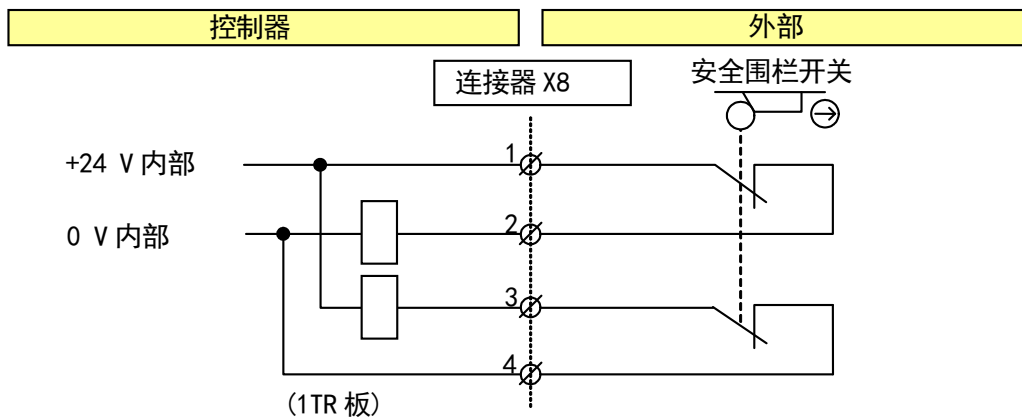 控制器
外部
连接器 X8
安全围栏开关
+24 V 内部
1
0 V 内部
2
3
4
(1TR 板)